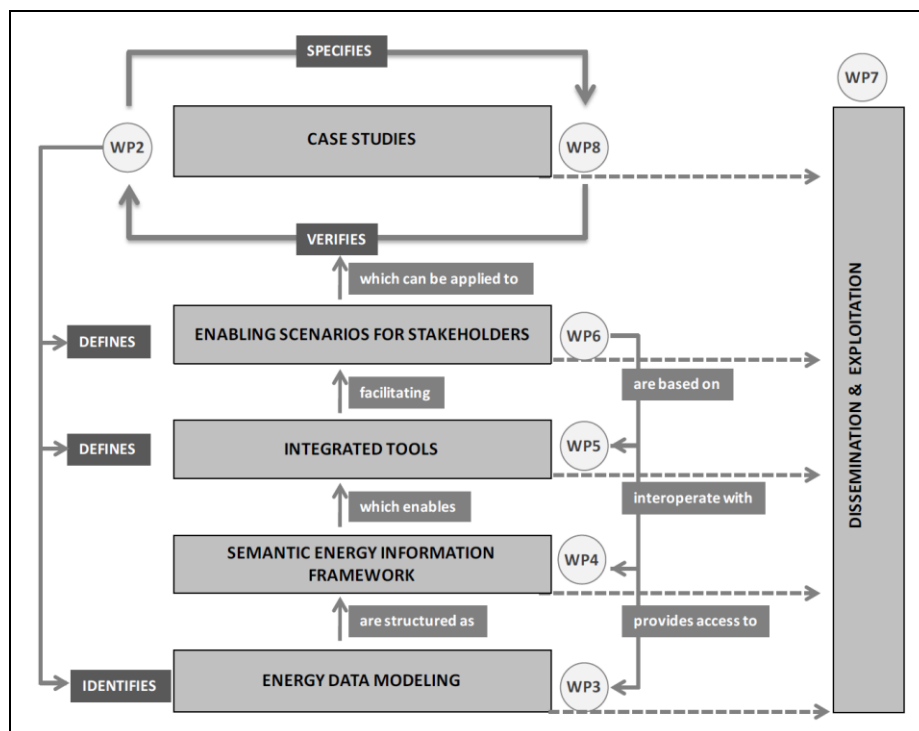 SPECIFIES
WP7
WP2
CASE STUDIES
WP8
VERIFIES
which can be applied to
DEFINES
ENABLING SCENARIOS FOR STAKEHOLDERS
WP6
facilitating
are based on
DEFINES
INTEGRATED TOOLS
WP5
which enables
interoperate with
SEMANTIC ENERGY INFORMATION
FRAMEWORK
WP4
are structured as
provides access to
IDENTIFIES
ENERGY DATA MODELING
WP3
DISSEMINATION & EXPLOITATION